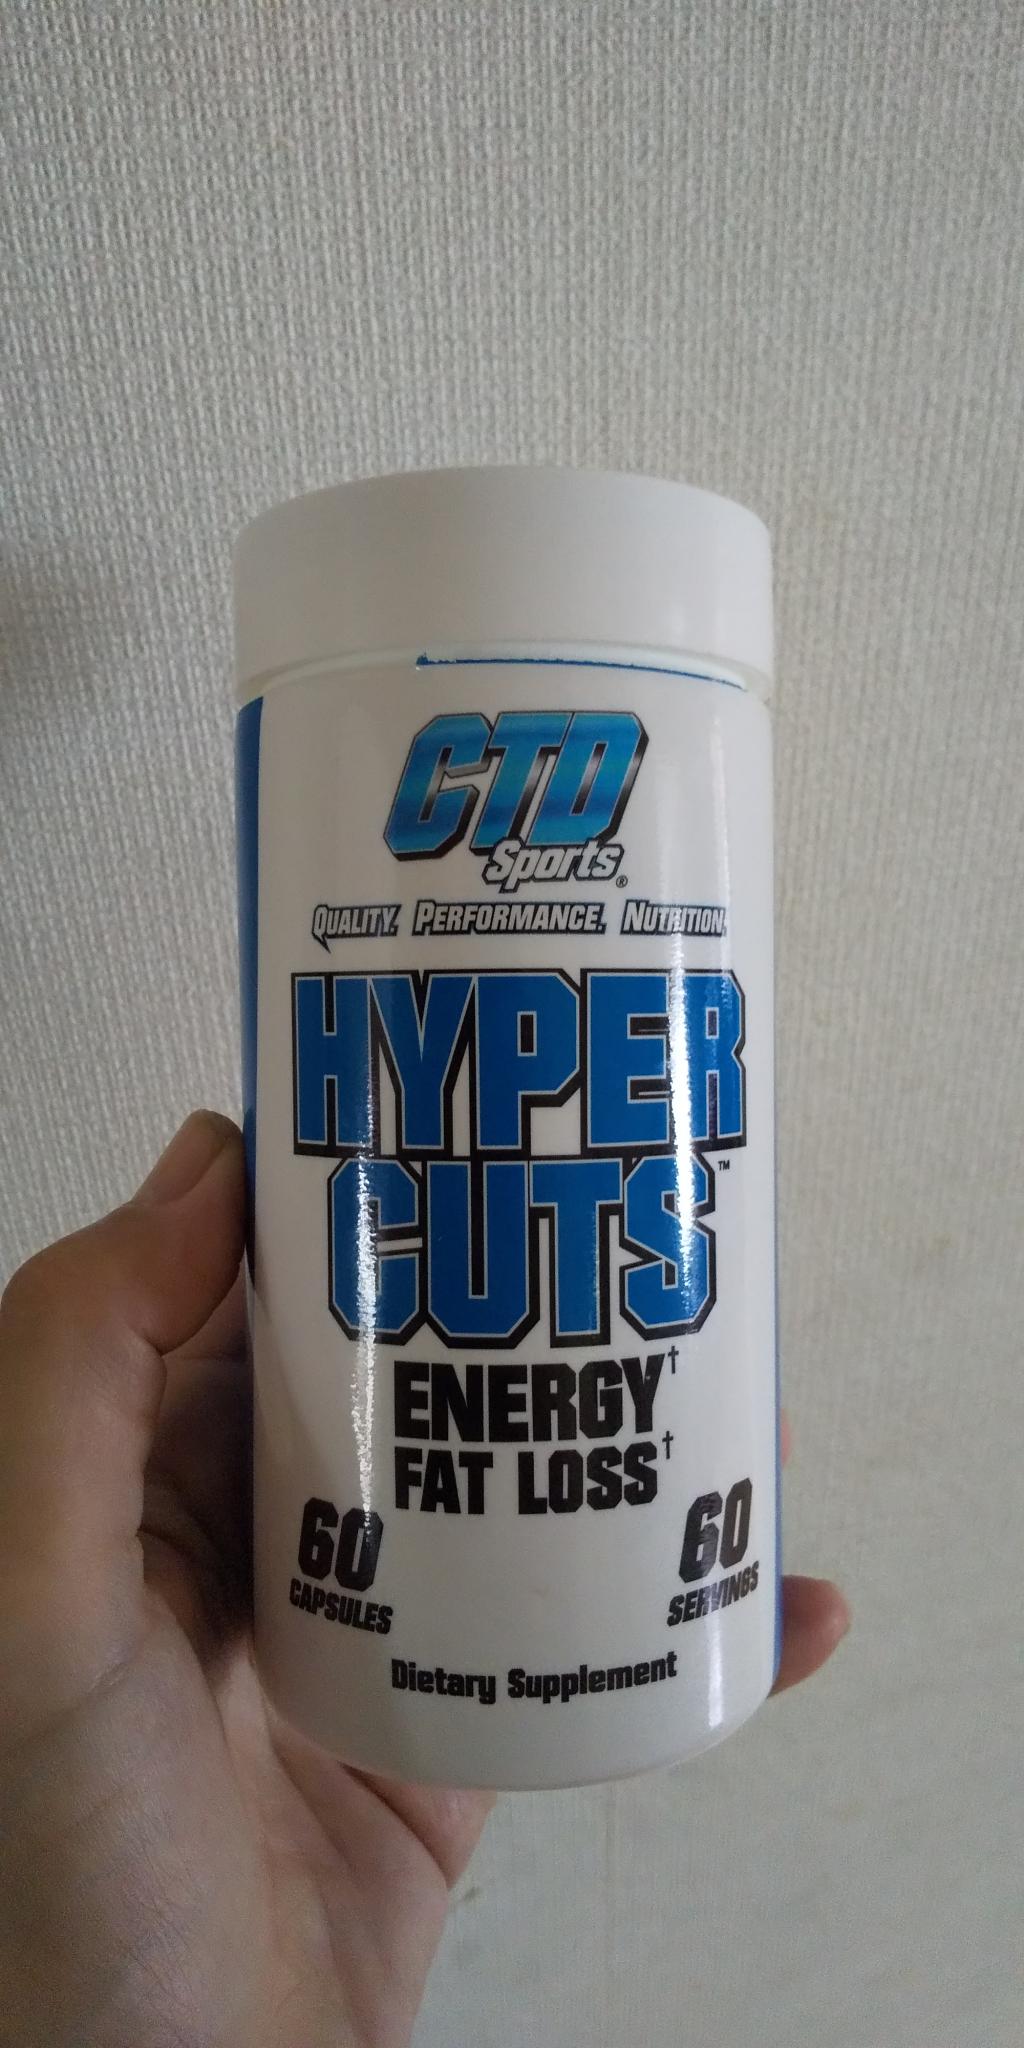 CTD
Sports®
QUALITY. PERFORMANCE. NUTRITION.
HYPER
CUTS™
ENERGY†
FAT LOSS†
60
CAPSULES
60
SERVINGS
Dietary Supplement